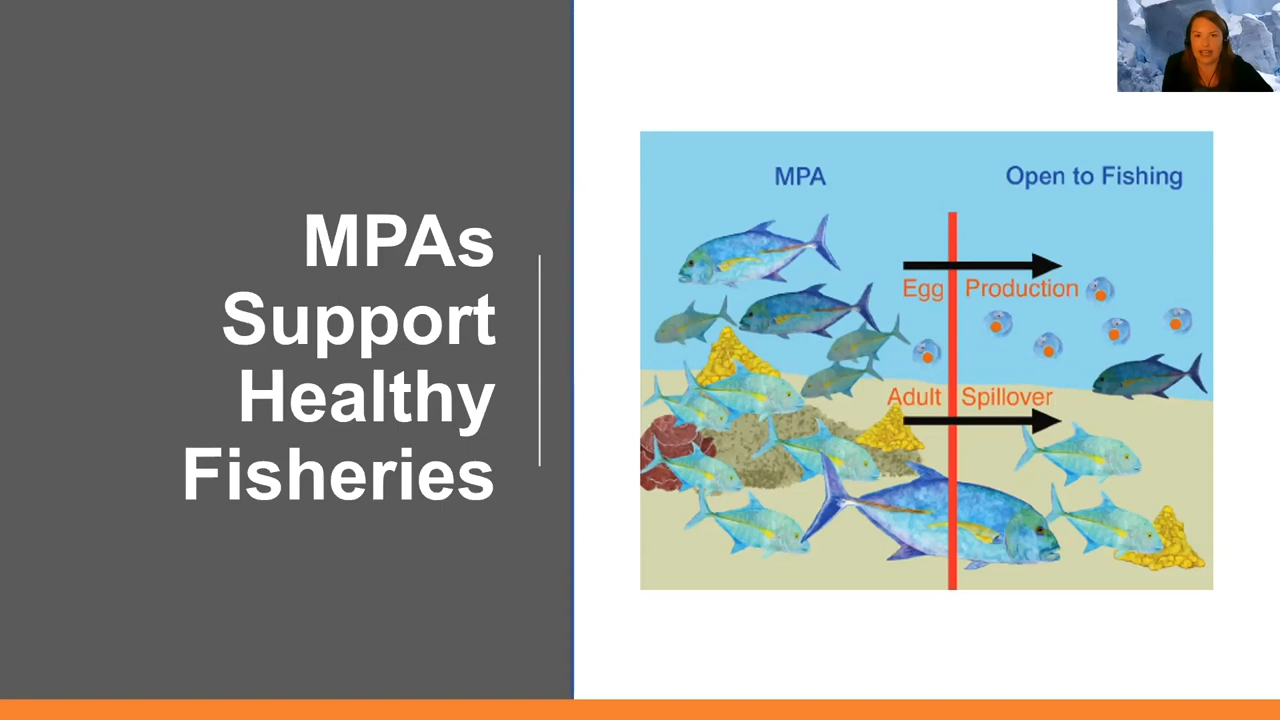 MPAs
Support
Healthy
Fisheries
MPA
Open to Fishing
Egg Production
Adult Spillover